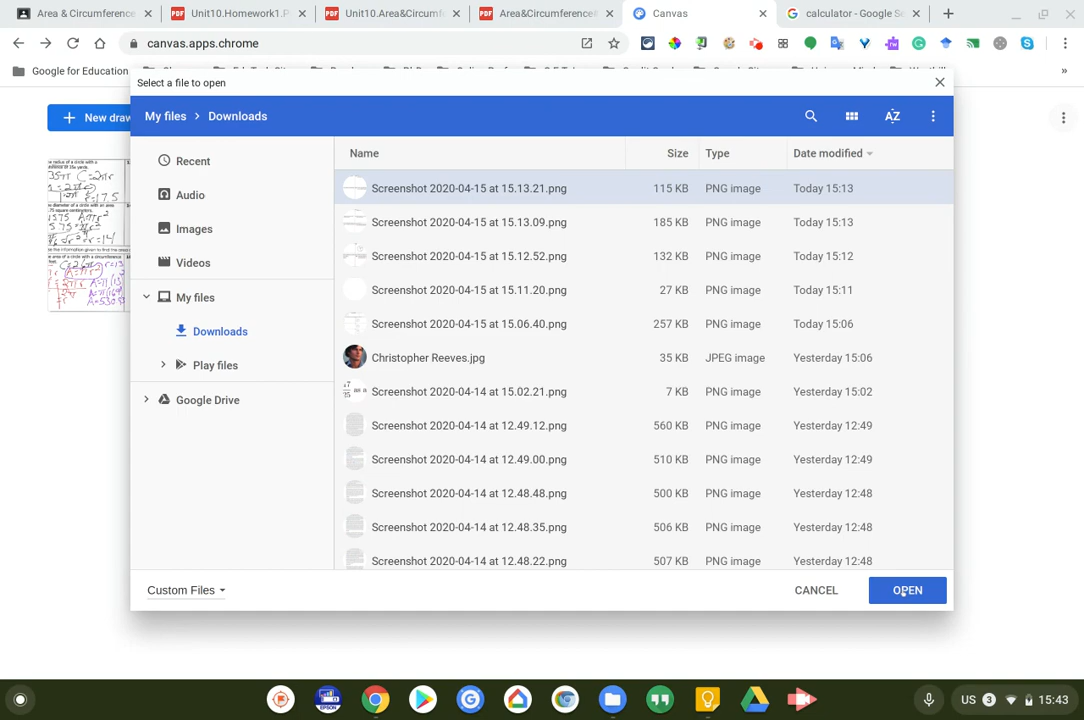 Area & Circumference
Unit10.Homework1.P
Unit10.Area&Circumf
Area&Circumference
Canvas
calculator - Google Se
canvas.apps.chrome
Google for Education
Select a file to open
New draw
My files > Downloads
AZ
Recent
Audio
Images
Videos
My files
Downloads
Play files
Google Drive
Name Size Type Date modified
Screenshot 2020-04-15 at 15.13.21.png 115 KB PNG image Today 15:13
Screenshot 2020-04-15 at 15.13.09.png 185 KB PNG image Today 15:13
Screenshot 2020-04-15 at 15.12.52.png 132 KB PNG image Today 15:12
Screenshot 2020-04-15 at 15.11.20.png 27 KB PNG image Today 15:11
Screenshot 2020-04-15 at 15.06.40.png 257 KB PNG image Today 15:06
Christopher Reeves.jpg 35 KB JPEG image Yesterday 15:06
Screenshot 2020-04-14 at 15.02.21.png 7 KB PNG image Yesterday 15:02
Screenshot 2020-04-14 at 12.49.12.png 560 KB PNG image Yesterday 12:49
Screenshot 2020-04-14 at 12.49.00.png 510 KB PNG image Yesterday 12:49
Screenshot 2020-04-14 at 12.48.48.png 500 KB PNG image Yesterday 12:48
Screenshot 2020-04-14 at 12.48.35.png 506 KB PNG image Yesterday 12:48
Screenshot 2020-04-14 at 12.48.22.png 507 KB PNG image Yesterday 12:48
Custom Files
CANCEL
OPEN
EPSON
US 3 15:43